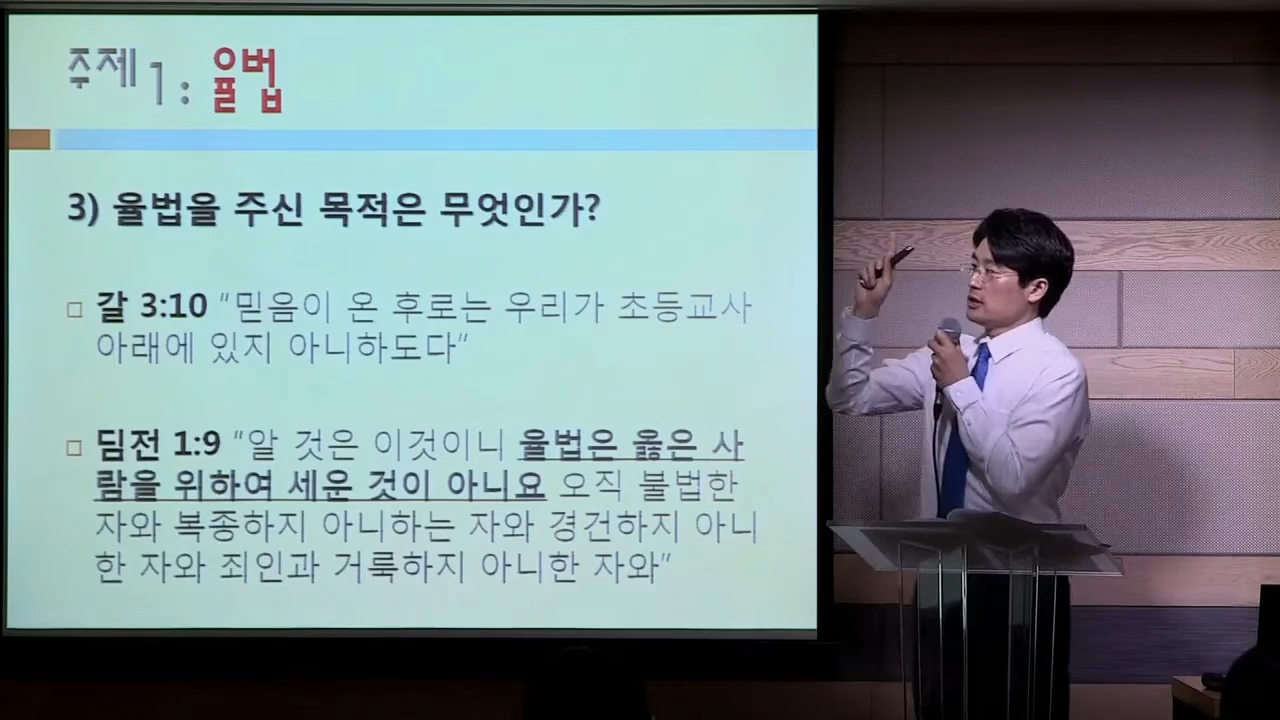 주제 1: 율법
3) 율법을 주신 목적은 무엇인가?
갈 3:10 “믿음이 온 후로는 우리가 초등교사
아래에 있지 아니하도다”
딤전 1:9 “알 것은 이것이니 율법은 옳은 사
람을 위하여 세운 것이 아니요 오직 불법한
자와 복종하지 아니하는 자와 경건하지 아니
한 자와 죄인과 거룩하지 아니한 자와”